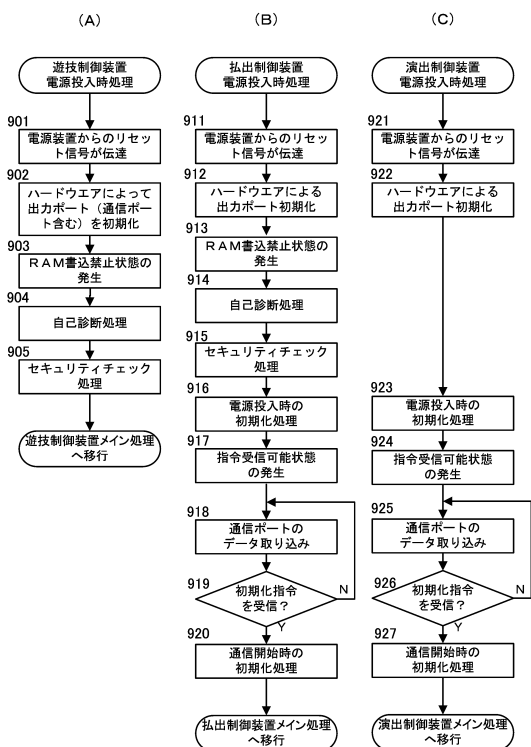 (A)
遊技制御装置
電源投入時処理
901
電源装置からのリセッ
ト信号が伝達
902
ハードウエアによって
出力ポート（通信ポー
ト含む）を初期化
903
ＲＡＭ書込禁止状態の
発生
904
自己診断処理
905
セキュリティチェック
処理
遊技制御装置メイン処理
へ移行
(B)
払出制御装置
電源投入時処理
911
電源装置からのリセッ
ト信号が伝達
912
ハードウエアによる
出力ポート初期化
913
ＲＡＭ書込禁止状態の
発生
914
自己診断処理
915
セキュリティチェック
処理
916
電源投入時の
初期化処理
917
指令受信可能状態
の発生
918
通信ポートの
データ取り込み
919
初期化指令
を受信？
N
Y
920
通信開始時の
初期化処理
払出制御装置メイン処理
へ移行
(C)
演出制御装置
電源投入時処理
921
電源装置からのリセッ
ト信号が伝達
922
ハードウエアによる
出力ポート初期化
923
電源投入時の
初期化処理
924
指令受信可能状態
の発生
925
通信ポートの
データ取り込み
926
初期化指令
を受信？
N
Y
927
通信開始時の
初期化処理
演出制御装置メイン処理
へ移行